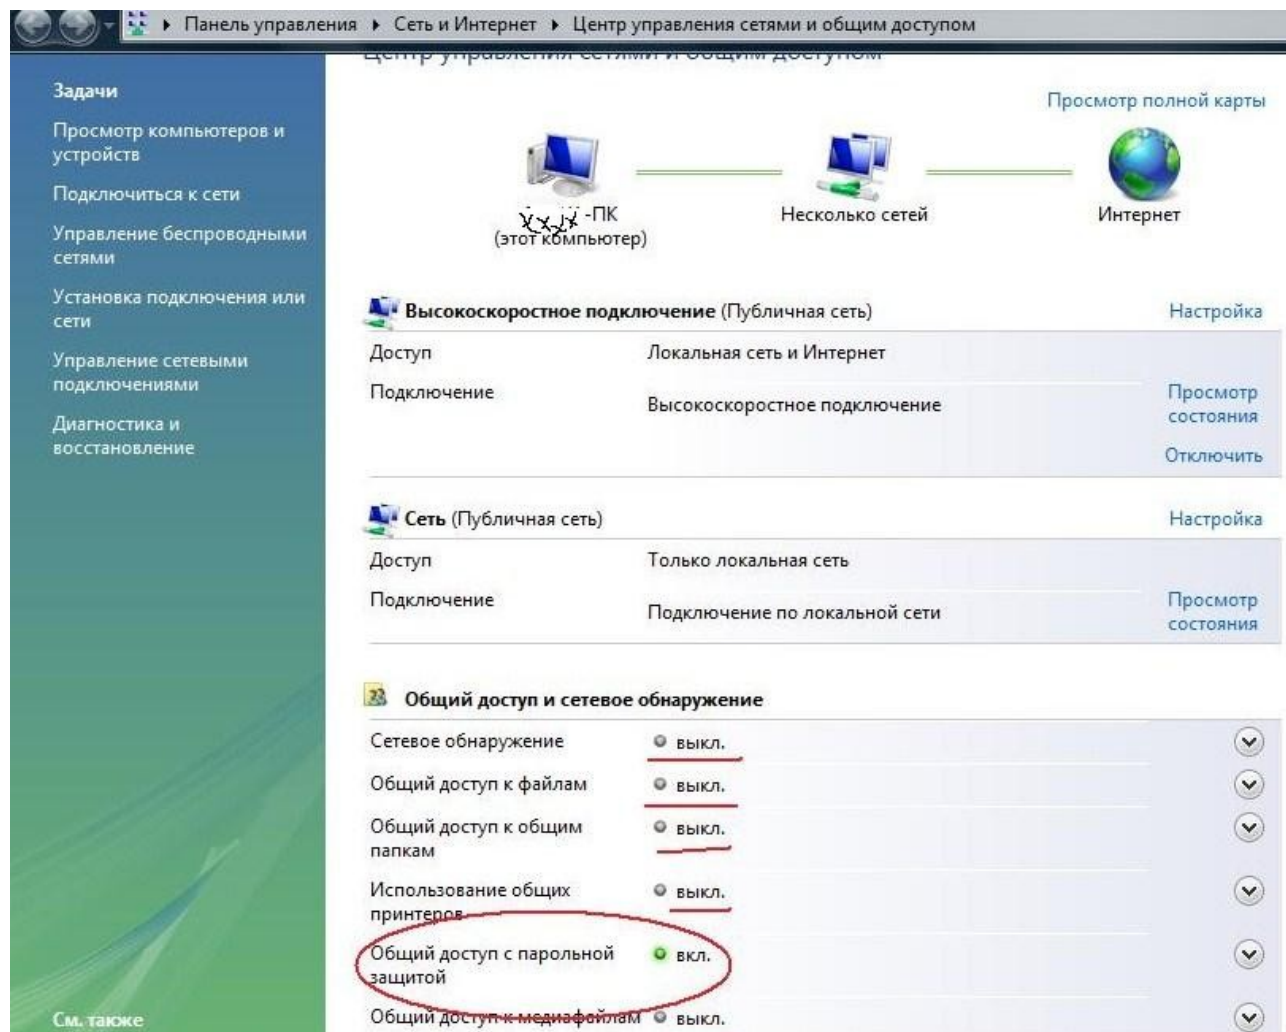 Панель управления ▸ Сеть и Интернет ▸ Центр управления сетями и общим доступом
Центр управления сетями и общим доступом
Задачи
Просмотр компьютеров и
устройств
Подключиться к сети
Управление беспроводными
сетями
Установка подключения или
сети
Управление сетевыми
подключениями
Диагностика и
восстановление
См. также
Просмотр полной карты
-ПК
(этот компьютер)
Несколько сетей
Интернет
Высокоскоростное подключение (Публичная сеть) Настройка
Доступ Локальная сеть и Интернет
Подключение Высокоскоростное подключение Просмотр
состояния
Отключить
Сеть (Публичная сеть) Настройка
Доступ Только локальная сеть
Подключение Подключение по локальной сети Просмотр
состояния
Общий доступ и сетевое обнаружение
Сетевое обнаружение выкл.
Общий доступ к файлам выкл.
Общий доступ к общим выкл.
папкам
Использование общих выкл.
принтеров
Общий доступ с парольной вкл.
защитой
Общий доступ к медиафайлам выкл.